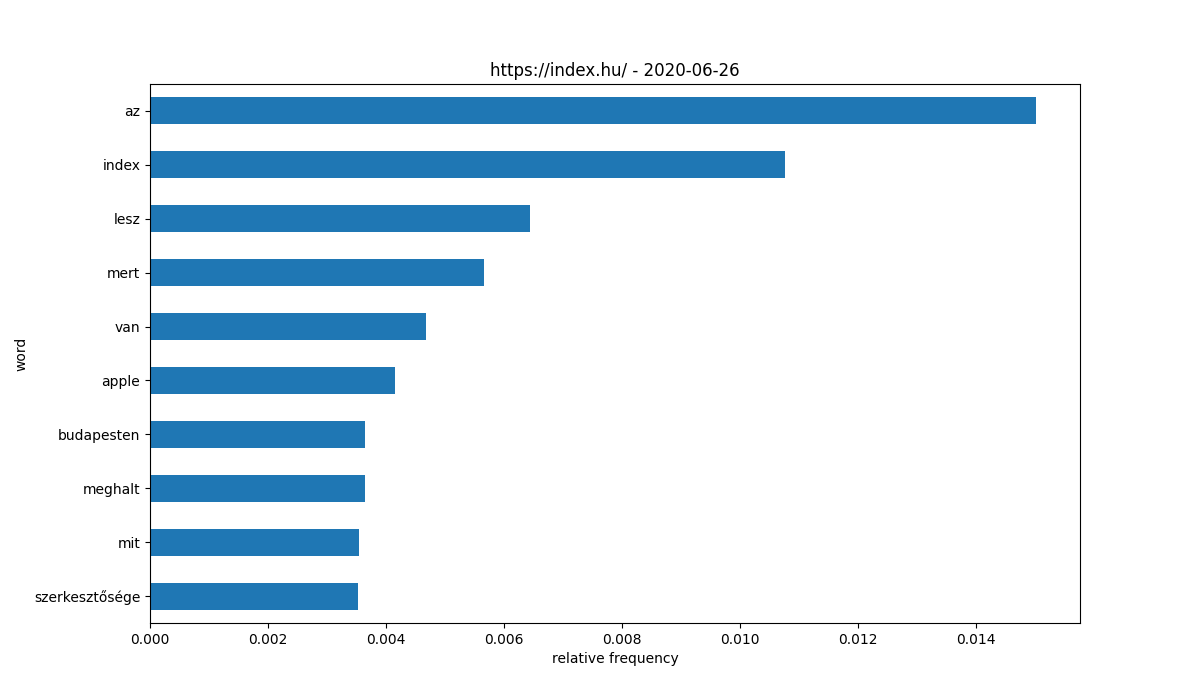 https://index.hu/ - 2020-06-26
az
index
lesz
mert
van
apple
budapesten
meghalt
mit
szerkesztősége
word
0.000 0.002 0.004 0.006 0.008 0.010 0.012 0.014
relative frequency